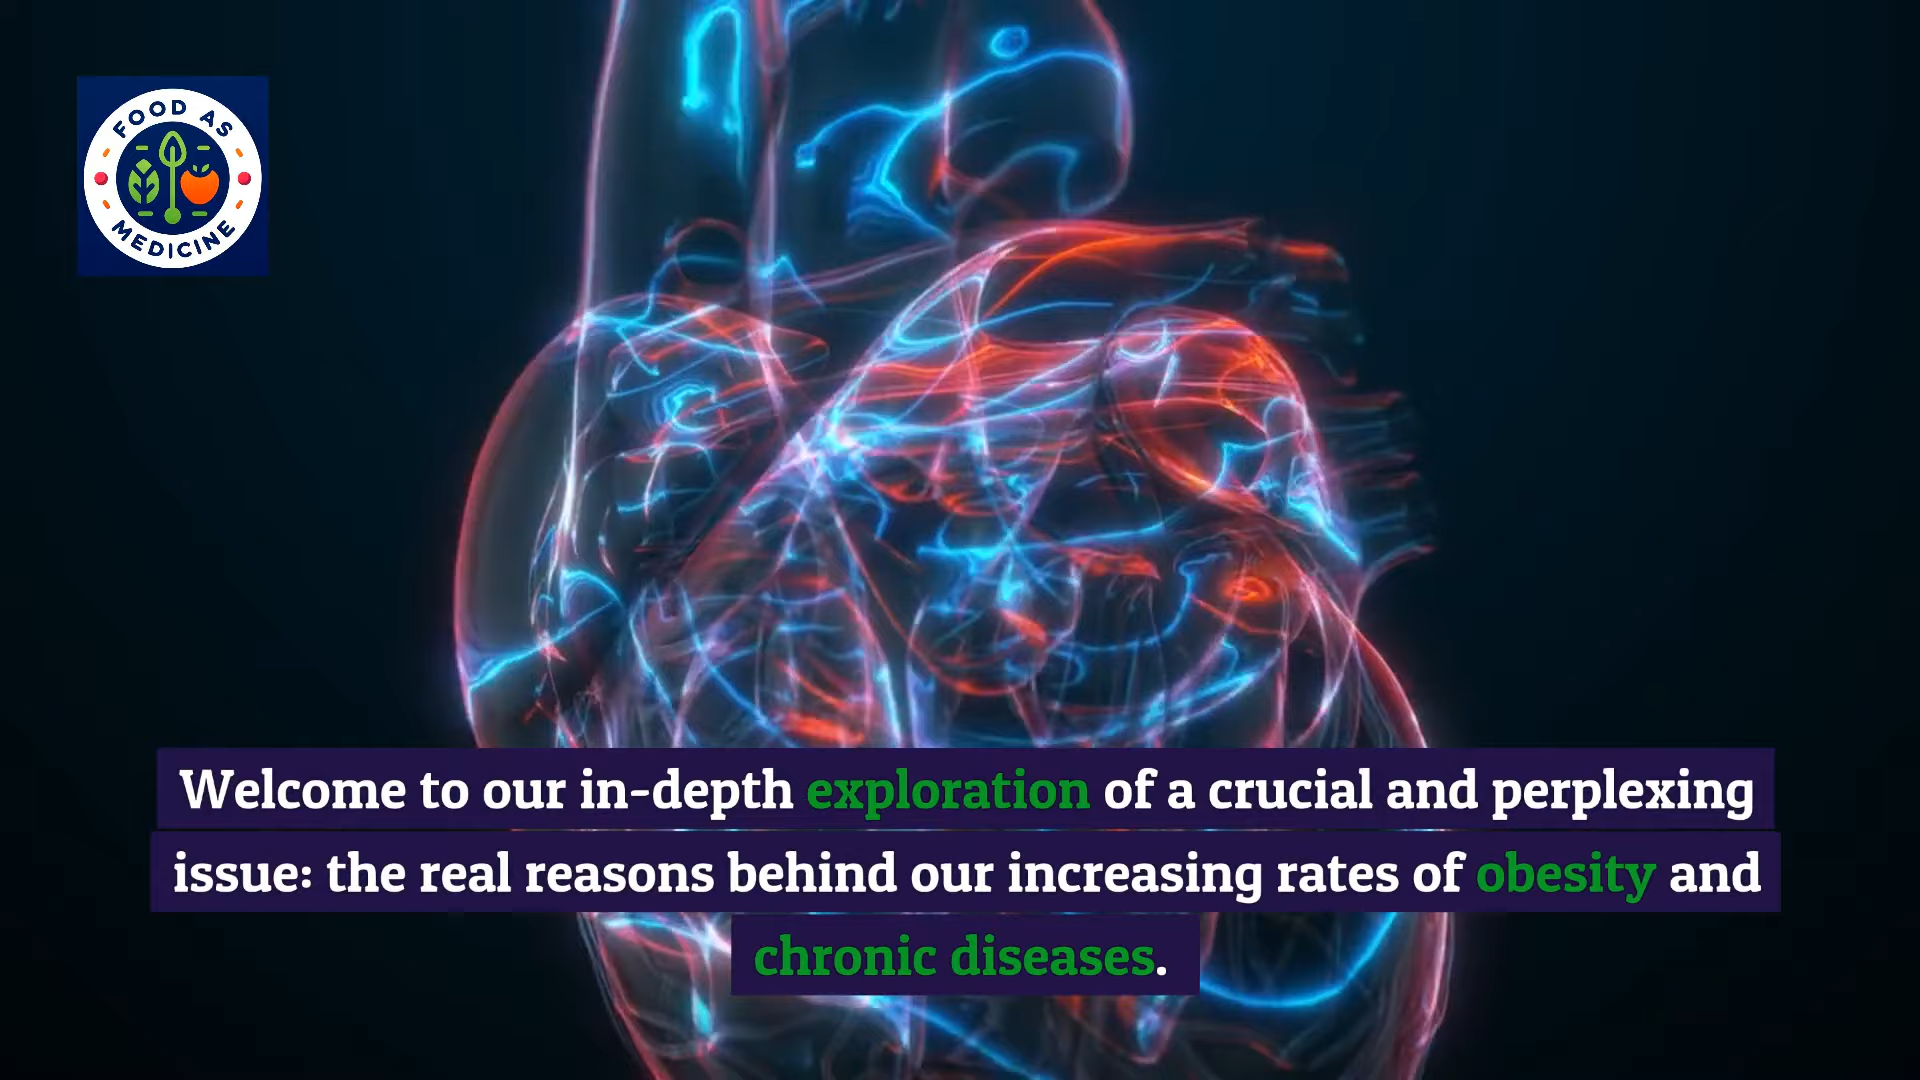 FOOD AS
MEDICINE
Welcome to our in-depth exploration of a crucial and perplexing
issue: the real reasons behind our increasing rates of obesity and
chronic diseases.